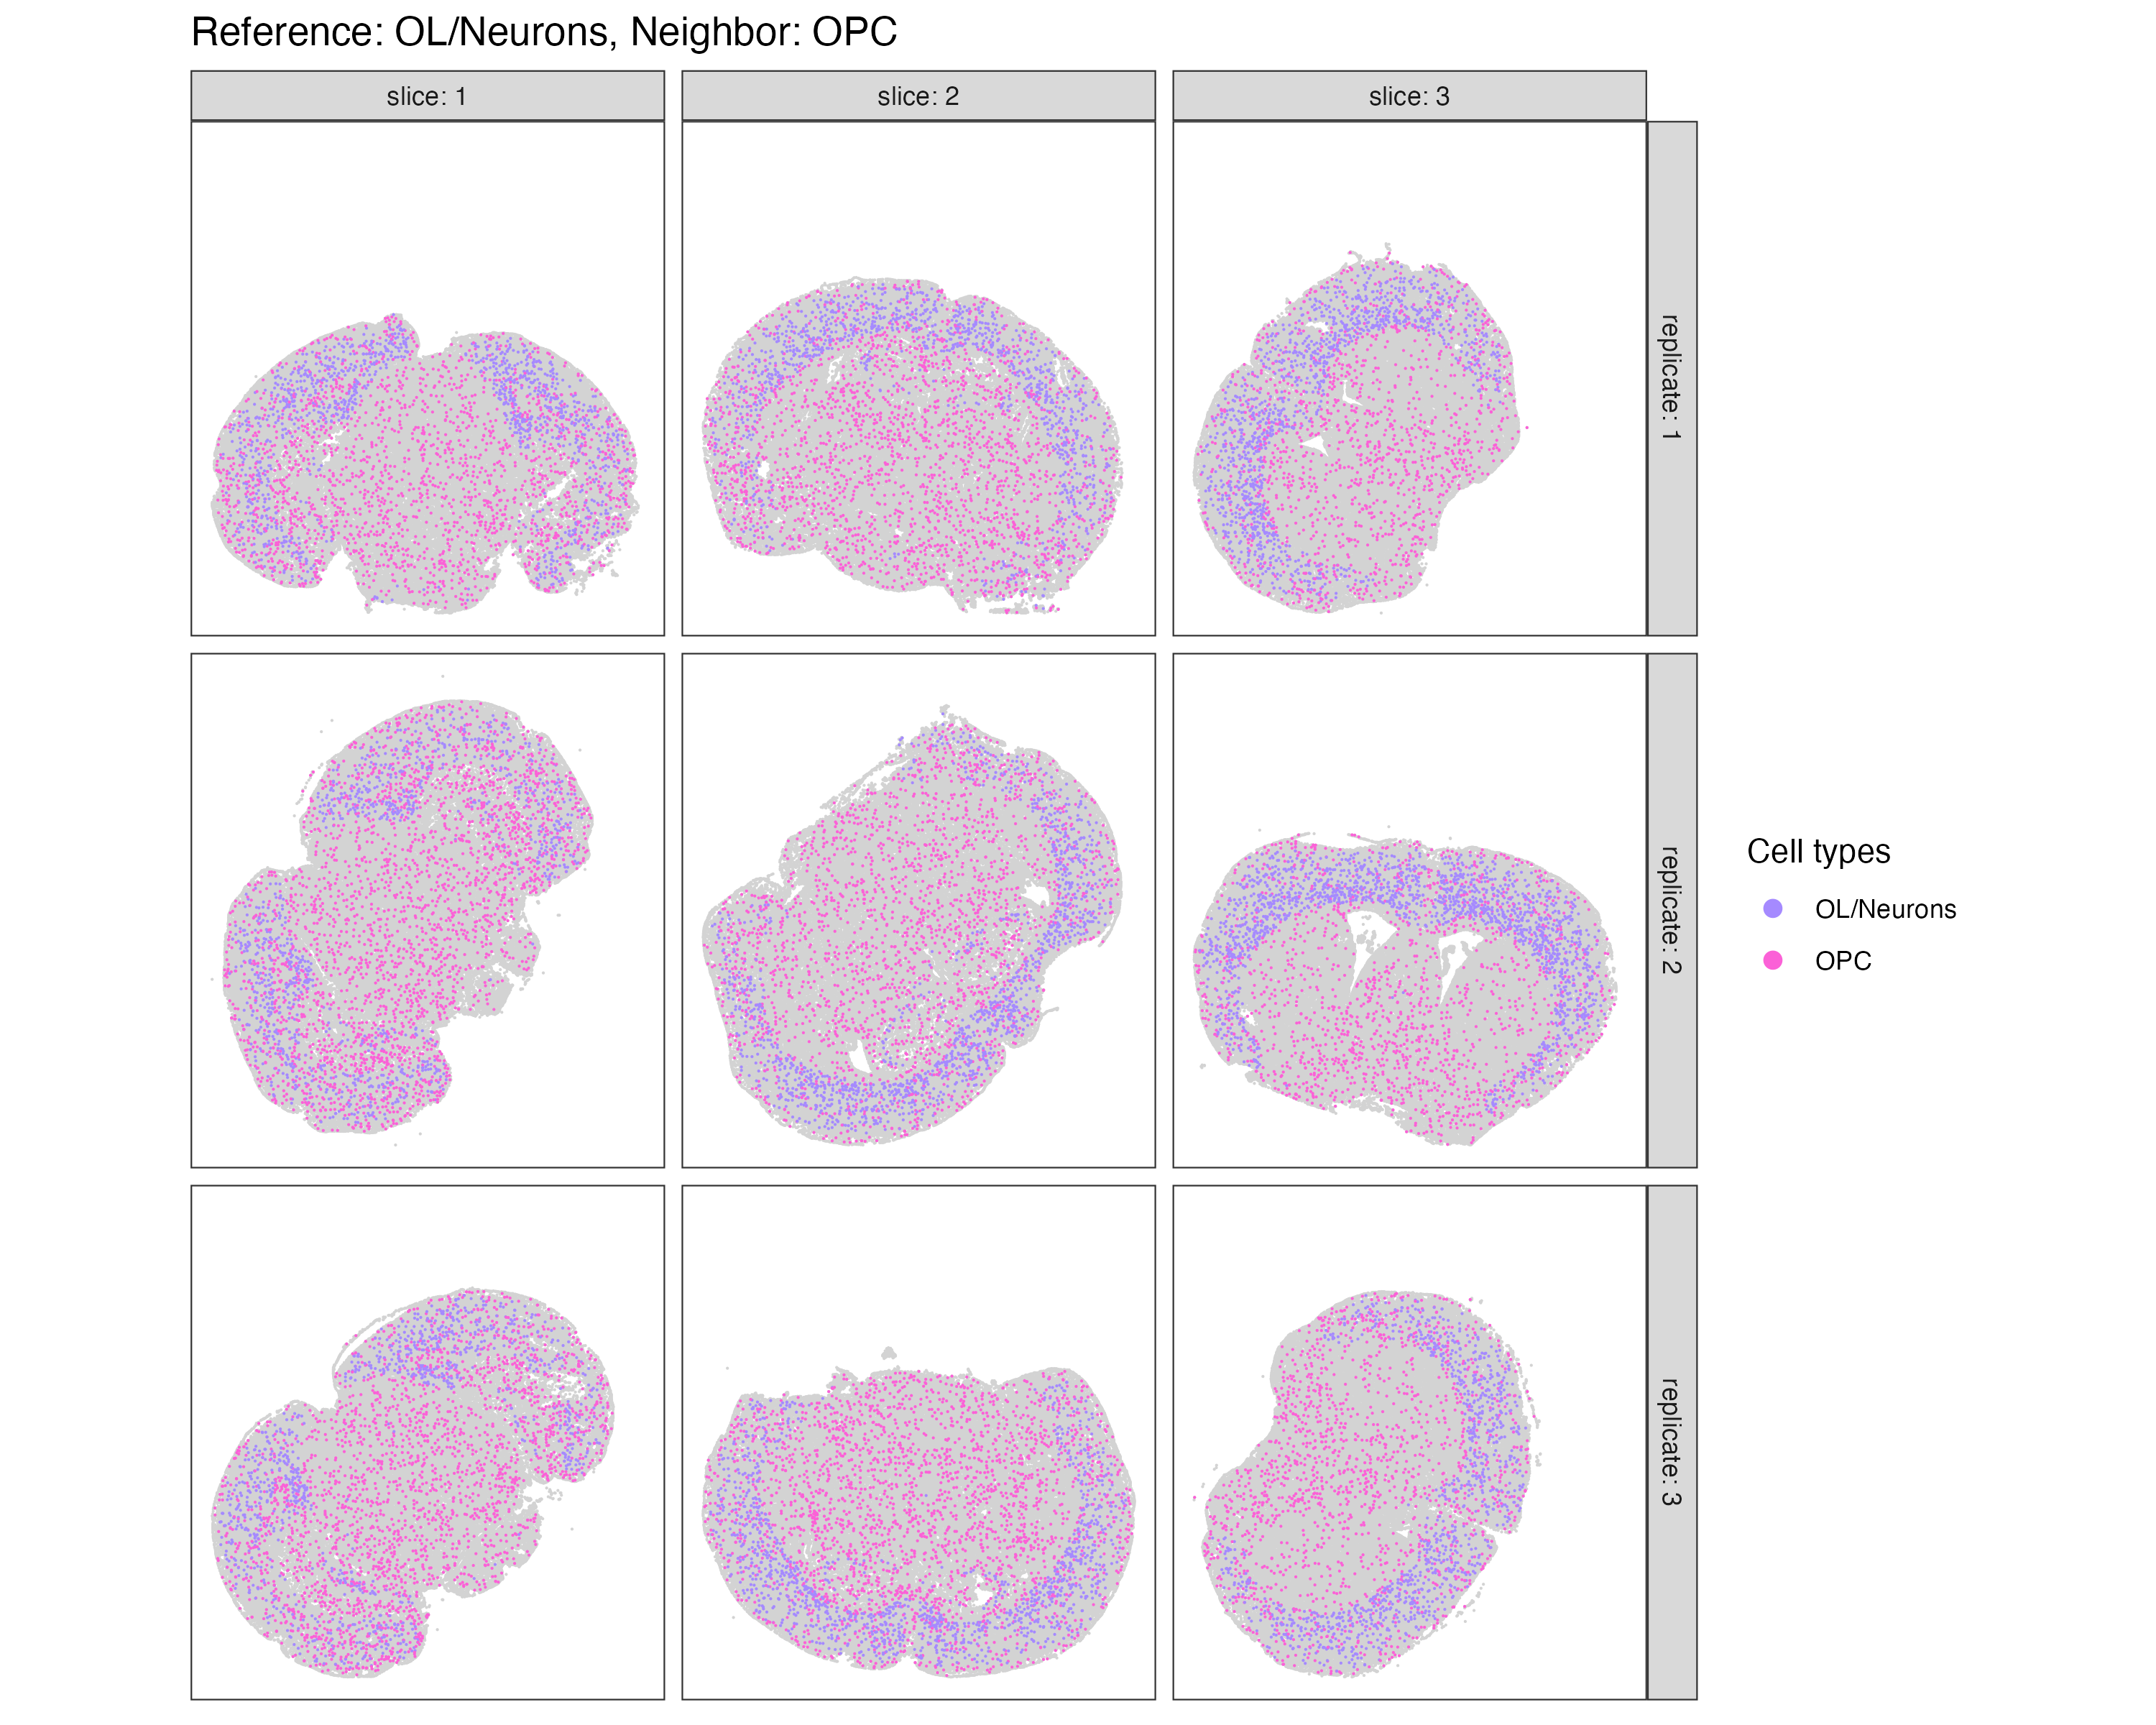 Reference: OL/Neurons, Neighbor: OPC
slice: 1
slice: 2
slice: 3
replicate: 1
replicate: 2
replicate: 3
Cell types
OL/Neurons
OPC